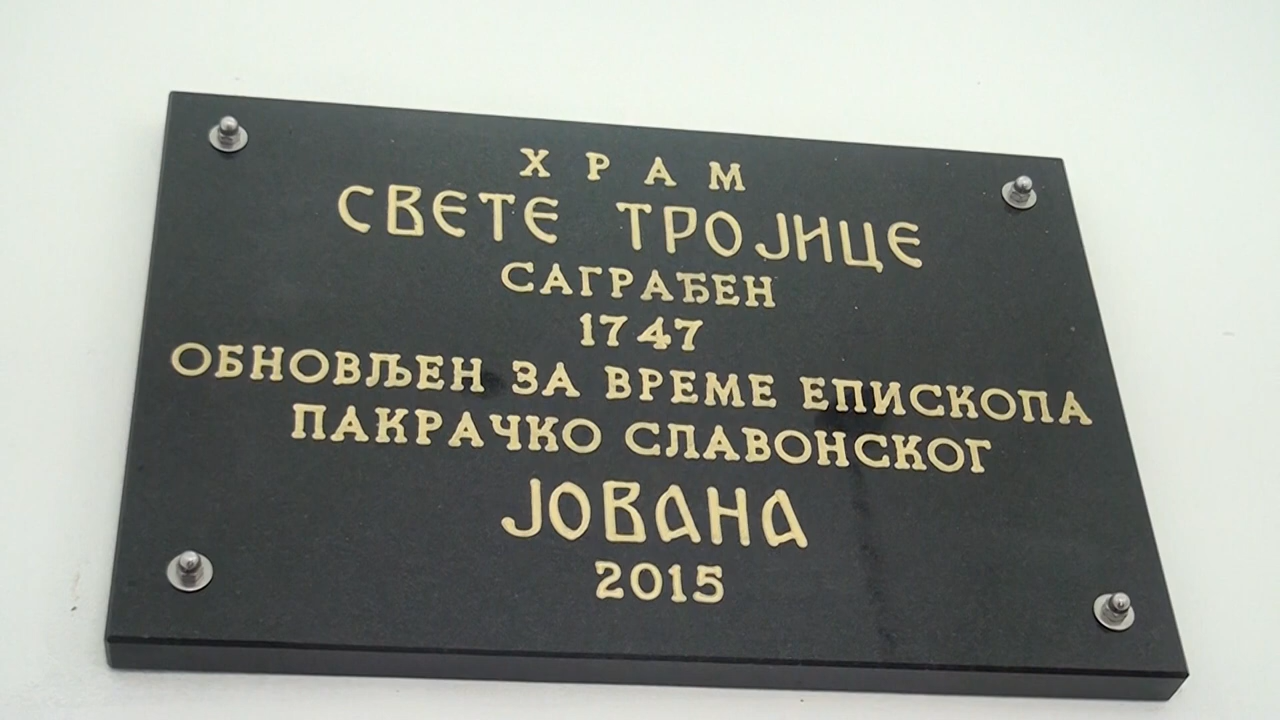 ХРАМ
СВЕТЕ ТРОЈИЦЕ
САГРАЂЕН
1747
ОБНОВЉЕН ЗА ВРЕМЕ ЕПИСКОПА
ПАКРАЧКО СЛАВОНСКОГ
ЈОВАНА
2015